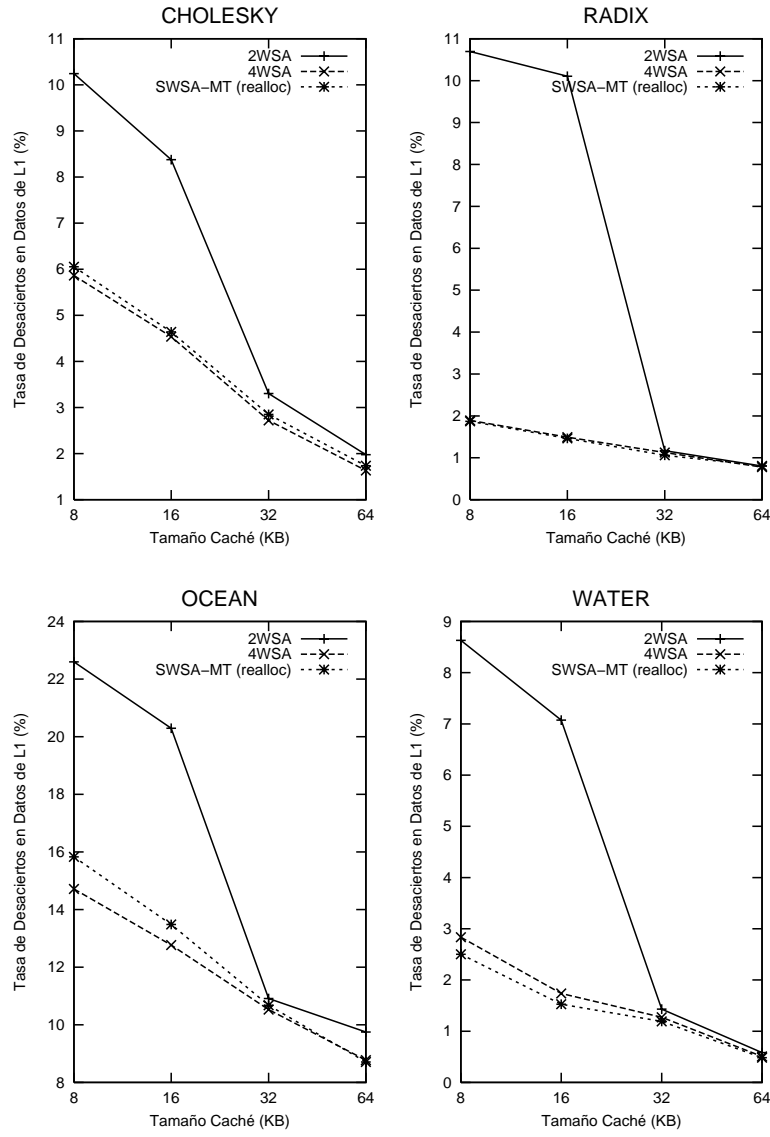 CHOLESKY
2WSA
4WSA
SWSA-MT (realloc)
Tasa de Desaciertos en Datos de L1 (%)
11
10
9
8
7
6
5
4
3
2
1
8
16
32
64
Tamaño Caché (KB)
RADIX
2WSA
4WSA
SWSA-MT (realloc)
Tasa de Desaciertos en Datos de L1 (%)
11
10
9
8
7
6
5
4
3
2
1
0
8
16
32
64
Tamaño Caché (KB)
OCEAN
2WSA
4WSA
SWSA-MT (realloc)
Tasa de Desaciertos en Datos de L1 (%)
24
22
20
18
16
14
12
10
8
8
16
32
64
Tamaño Caché (KB)
WATER
2WSA
4WSA
SWSA-MT (realloc)
Tasa de Desaciertos en Datos de L1 (%)
9
8
7
6
5
4
3
2
1
0
8
16
32
64
Tamaño Caché (KB)